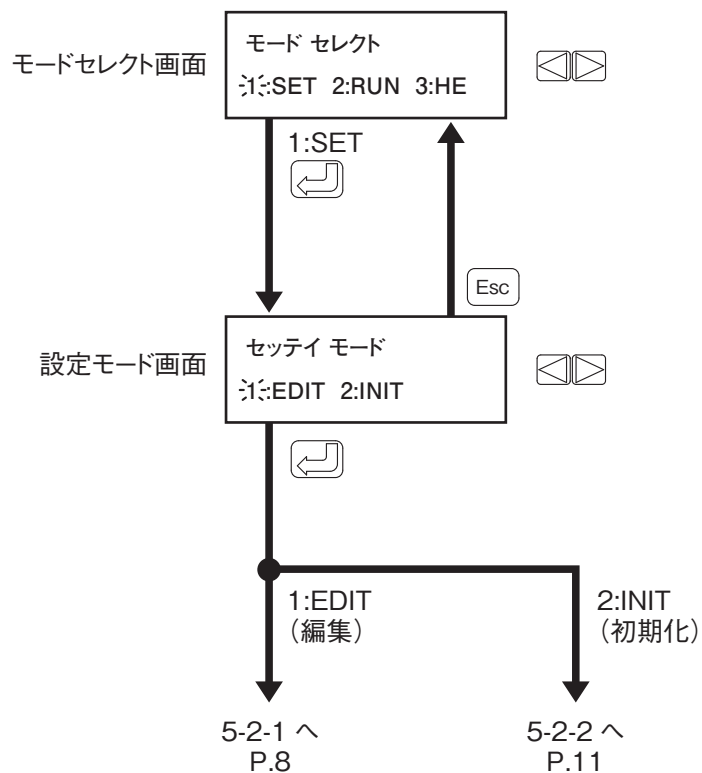 モード セレクト
モードセレクト画面
1:SET 2:RUN 3:HE
1:SET
Esc
セッテイ モード
設定モード画面
1:EDIT 2:INIT
1:EDIT
（編集）
2:INIT
（初期化）
5-2-1 へ
P.8
5-2-2 へ
P.11